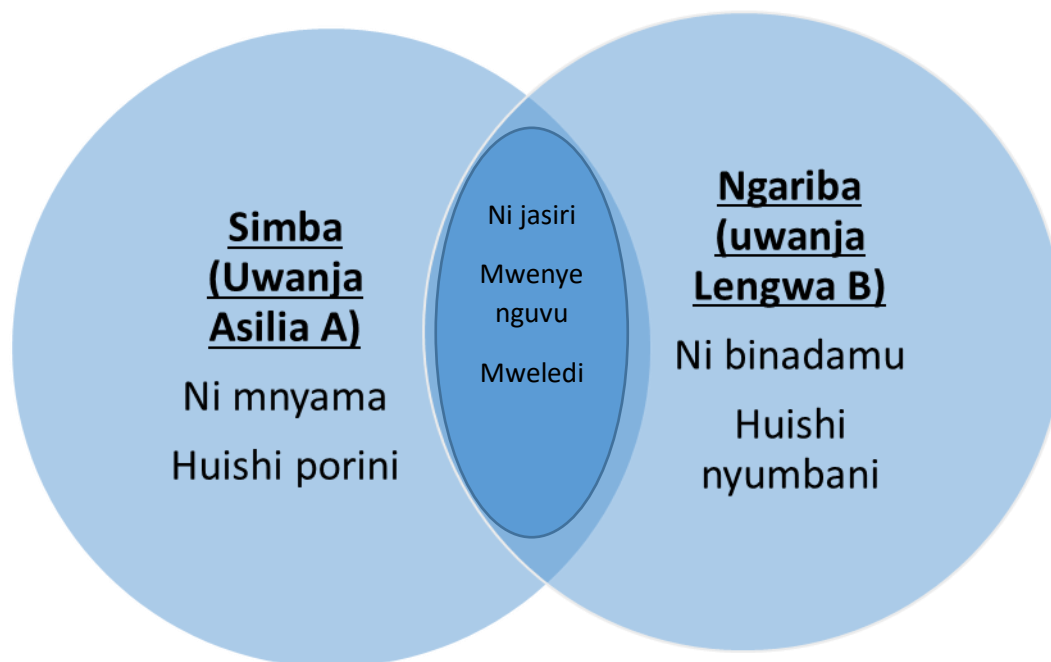 Simba
(Uwanja
Asilia A)
Ni mnyama
Huishi porini
Ni jasiri
Mwenye
nguvu
Mweledi
Ngariba
(uwanja
Lengwa B)
Ni binadamu
Huishi
nyumbani